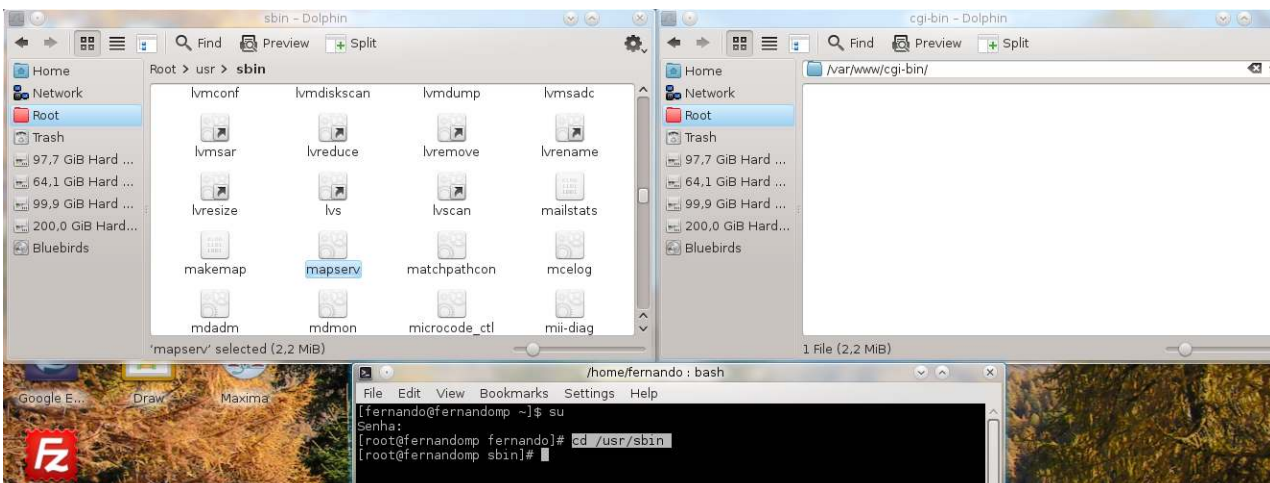 sbin – Dolphin
Find Preview Split
Home
Network
Root
Trash
97,7 GiB Hard ...
64,1 GiB Hard ...
99,9 GiB Hard ...
200,0 GiB Hard...
Bluebirds
Root > usr > sbin
lvmconf lvmdiskscan lvmdump lvmsadc
lvmsar lvreduce lvremove lvrename
lvresize lvs lvscan mailstats
makemap mapserv matchpathcon mcelog
mdadm mdmon microcode_ctl mii-diag
'mapserv' selected (2,2 MiB)
cgi-bin – Dolphin
Find Preview Split
Home
Network
Root
Trash
97,7 GiB Hard ...
64,1 GiB Hard ...
99,9 GiB Hard ...
200,0 GiB Hard...
Bluebirds
/var/www/cgi-bin/
1 File (2,2 MiB)
Google E... Draw Maxima
Fz
/home/fernando : bash
File Edit View Bookmarks Settings Help
[fernando@fernandomp ~]$ su
Senha:
[root@fernandomp fernando]# cd /usr/sbin
[root@fernandomp sbin]#